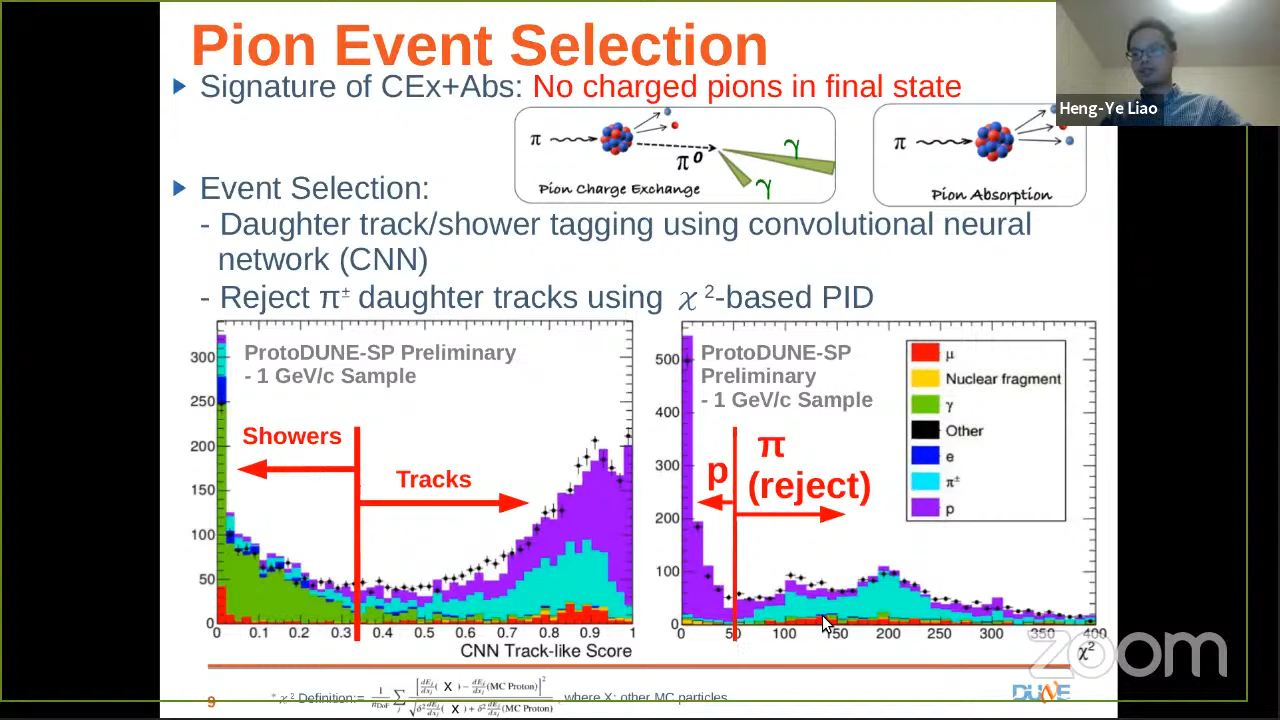 Pion Event Selection
Signature of CEx+Abs: No charged pions in final state
Heng-Ye Liao
π
π⁰
γ
γ
Pion Charge Exchange
π
Pion Absorption
Event Selection:
- Daughter track/shower tagging using convolutional neural
network (CNN)
- Reject π± daughter tracks using χ²-based PID
ProtoDUNE-SP Preliminary
- 1 GeV/c Sample
Showers
Tracks
300
250
200
150
100
50
0
0 0.1 0.2 0.3 0.4 0.5 0.6 0.7 0.8 0.9 1
CNN Track-like Score
ProtoDUNE-SP
Preliminary
- 1 GeV/c Sample
p
π
(reject)
μ
Nuclear fragment
γ
Other
e
π±
p
500
400
300
200
100
0
0 50 100 150 200 250 300 350 400
χ²
zoom
9
* χ² Definition:= , where X: other MC particles
DUNE